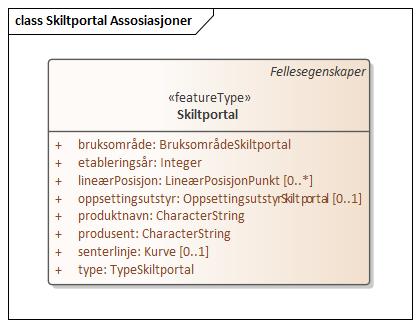 class Skiltportal Assosiasjoner
Fellesegenskaper
«featureType»
Skiltportal
+ bruksområde: BruksområdeSkiltportal
+ etableringsår: Integer
+ lineærPosisjon: LineærPosisjonPunkt [0..*]
+ oppsettingsutstyr: OppsettingsutstyrSkiltportal [0..1]
+ produktnavn: CharacterString
+ produsent: CharacterString
+ senterlinje: Kurve [0..1]
+ type: TypeSkiltportal